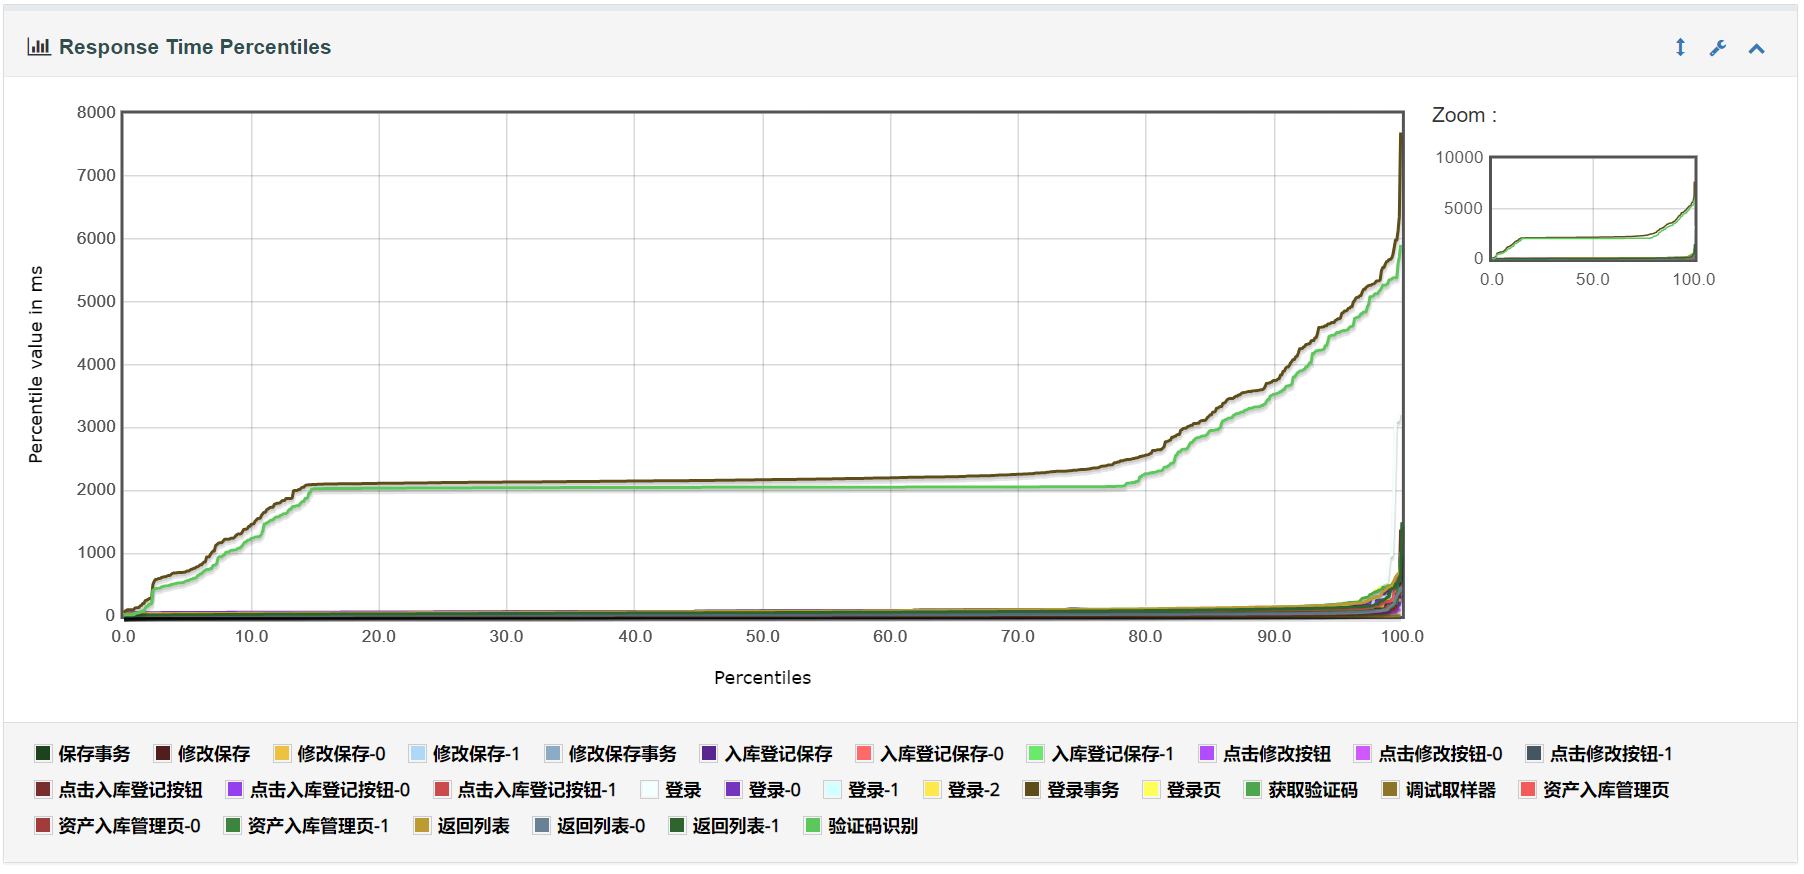 Response Time Percentiles
Zoom :
8000
7000
6000
5000
4000
3000
2000
1000
0
Percentile value in ms
0.0 10.0 20.0 30.0 40.0 50.0 60.0 70.0 80.0 90.0 100.0
Percentiles
10000
5000
0
0.0 50.0 100.0
保存事务 修改保存 修改保存-0 修改保存-1 修改保存事务 入库登记保存 入库登记保存-0 入库登记保存-1 点击修改按钮 点击修改按钮-0 点击修改按钮-1
点击入库登记按钮 点击入库登记按钮-0 点击入库登记按钮-1 登录 登录-0 登录-1 登录-2 登录事务 登录页 获取验证码 调试取样器 资产入库管理页
资产入库管理页-0 资产入库管理页-1 返回列表 返回列表-0 返回列表-1 验证码识别